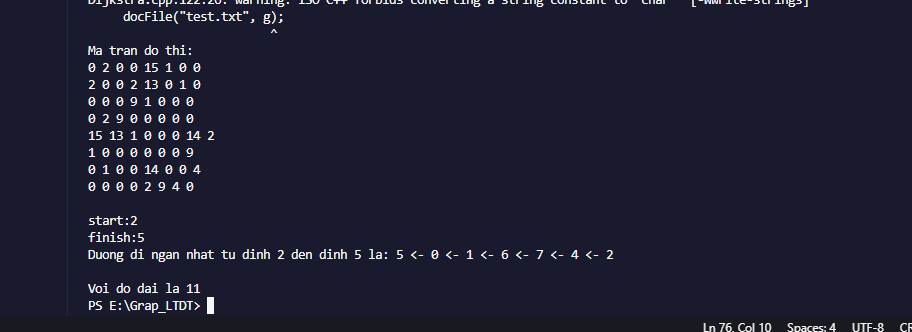 Dijkstra.cpp:122:26: warning: ISO C++ forbids converting a string constant to 'char*' [-Wwrite-strings]
docFile("test.txt", g);
^
Ma tran do thi:
0 2 0 0 15 1 0 0
2 0 0 2 13 0 1 0
0 0 0 9 1 0 0 0
0 2 9 0 0 0 0 0
15 13 1 0 0 0 14 2
1 0 0 0 0 0 0 9
0 1 0 0 14 0 0 4
0 0 0 0 2 9 4 0
start:2
finish:5
Duong di ngan nhat tu dinh 2 den dinh 5 la: 5 <- 0 <- 1 <- 6 <- 7 <- 4 <- 2
Voi do dai la 11
PS E:\Grap_LTDT>
Ln 76, Col 10 Spaces: 4 UTF-8